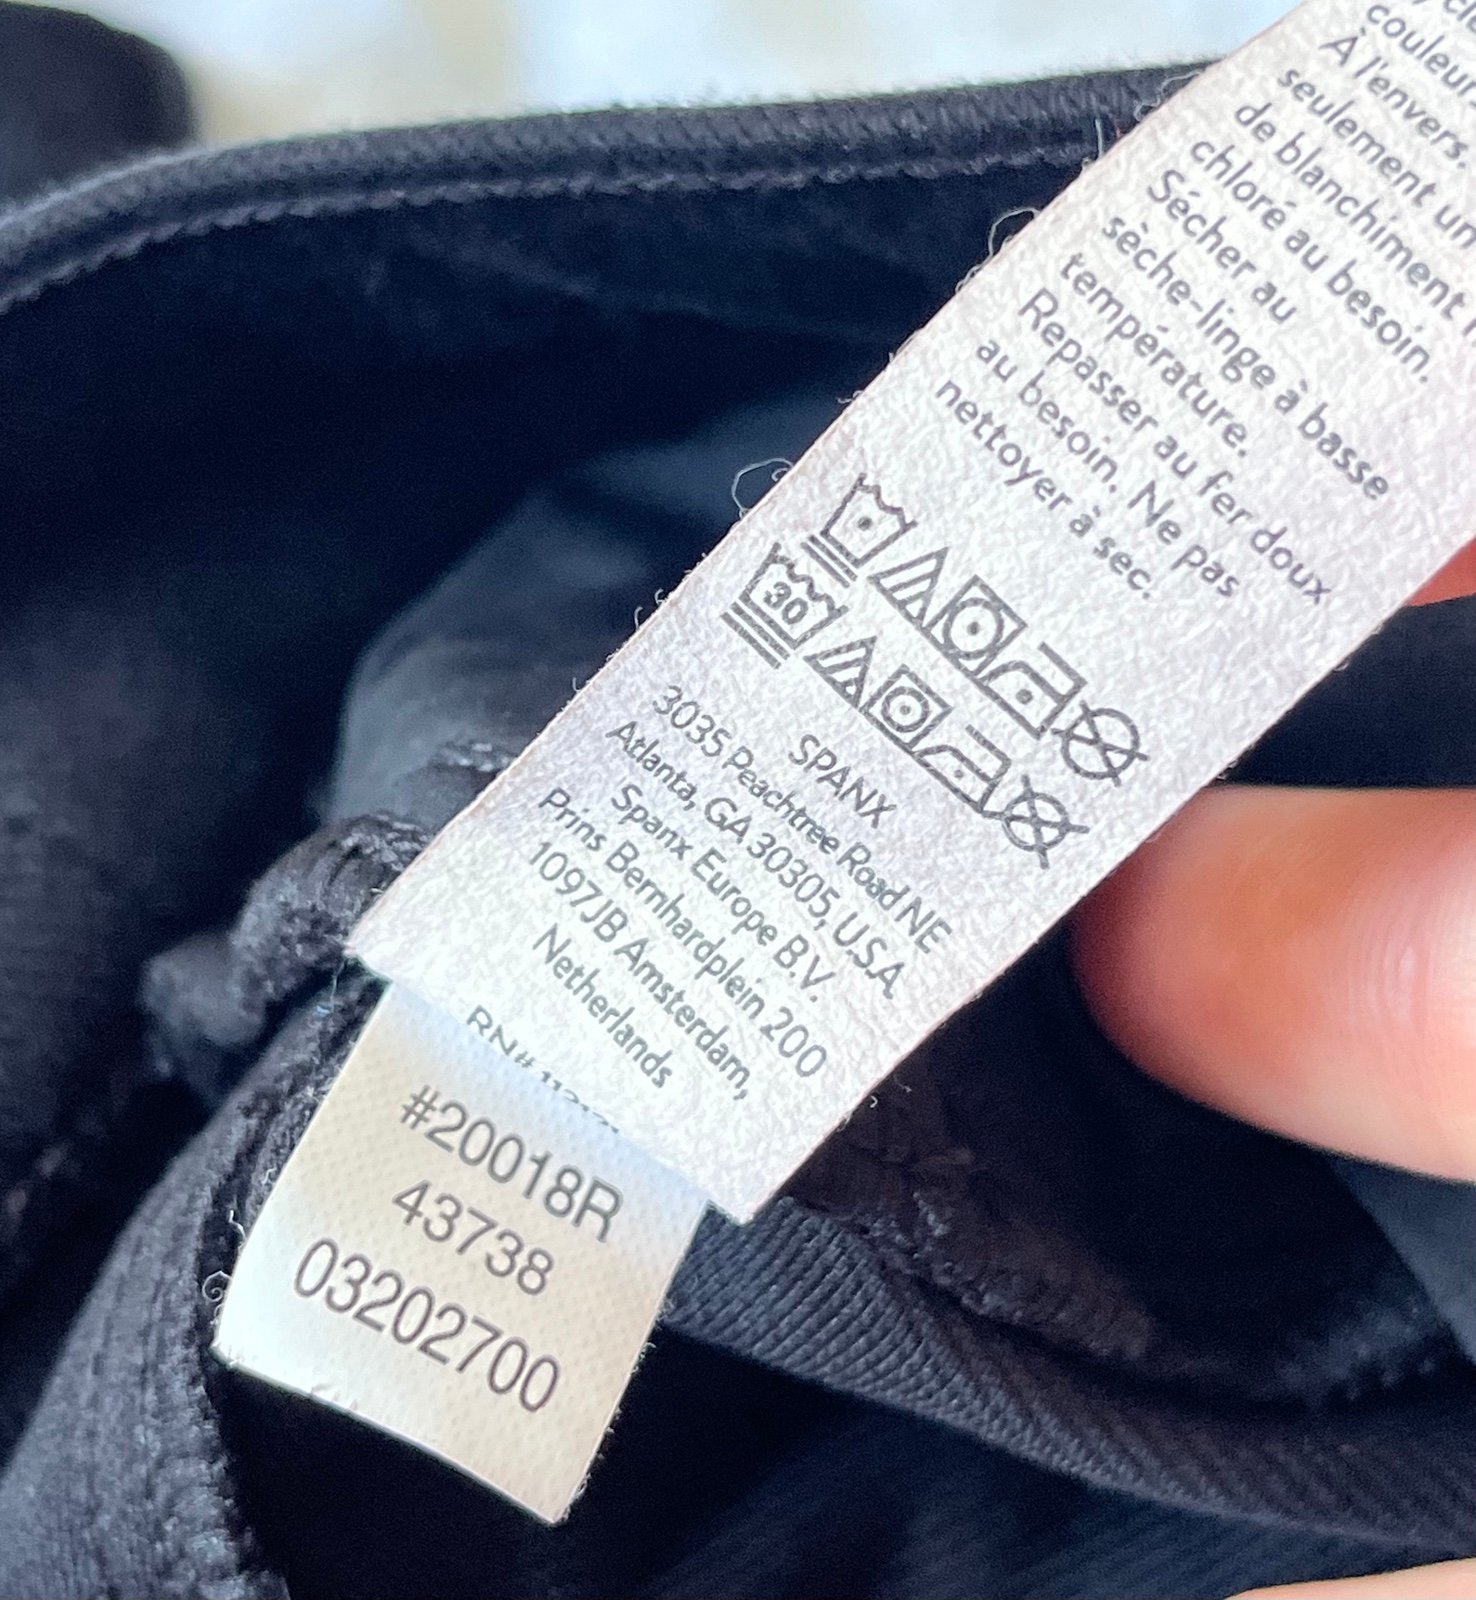 couleur
À l'envers.
seulement un
de blanchiment
chloré au besoin.
Sécher au
sèche-linge à basse
température.
Repasser au fer doux
au besoin. Ne pas
nettoyer à sec.
30
SPANX
3035 Peachtree Road NE
Atlanta, GA 30305, U.S.A.
Spanx Europe B.V.
Prins Bernhardplein 200
1097JB Amsterdam,
Netherlands
RN#
#20018R
43738
03202700